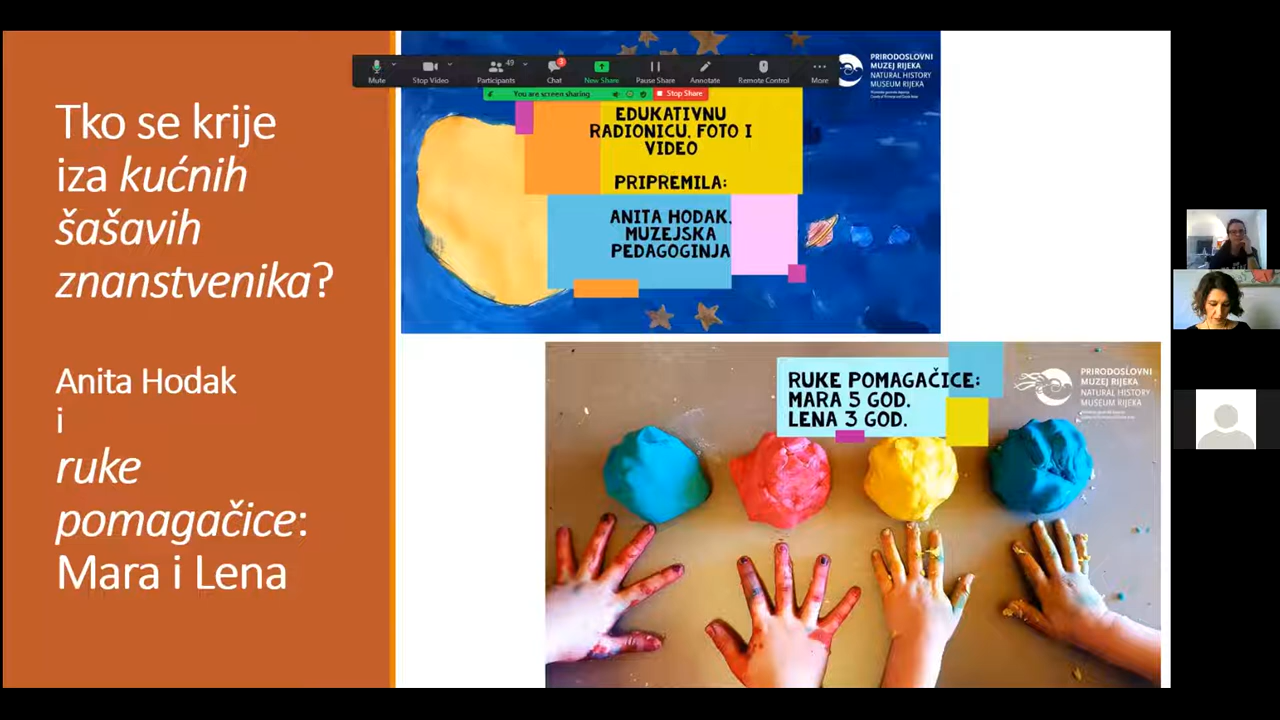 Tko se krije
iza kućnih
šašavih
znanstvenika?
Anita Hodak
i
ruke
pomagačice:
Mara i Lena
Mute
Stop Video
49
Participants
3
Chat
New Share
Pause Share
Annotate
Remote Control
More
You are screen sharing
Stop Share
PRIRODOSLOVNI
MUZEJ RIJEKA
NATURAL HISTORY
MUSEUM RIJEKA
EDUKATIVNU
RADIONICU, FOTO I
VIDEO
PRIPREMILA:
ANITA HODAK,
MUZEJSKA
PEDAGOGINJA
RUKE POMAGAČICE:
MARA 5 GOD.
LENA 3 GOD.
PRIRODOSLOVNI
MUZEJ RIJEKA
NATURAL HISTORY
MUSEUM RIJEKA